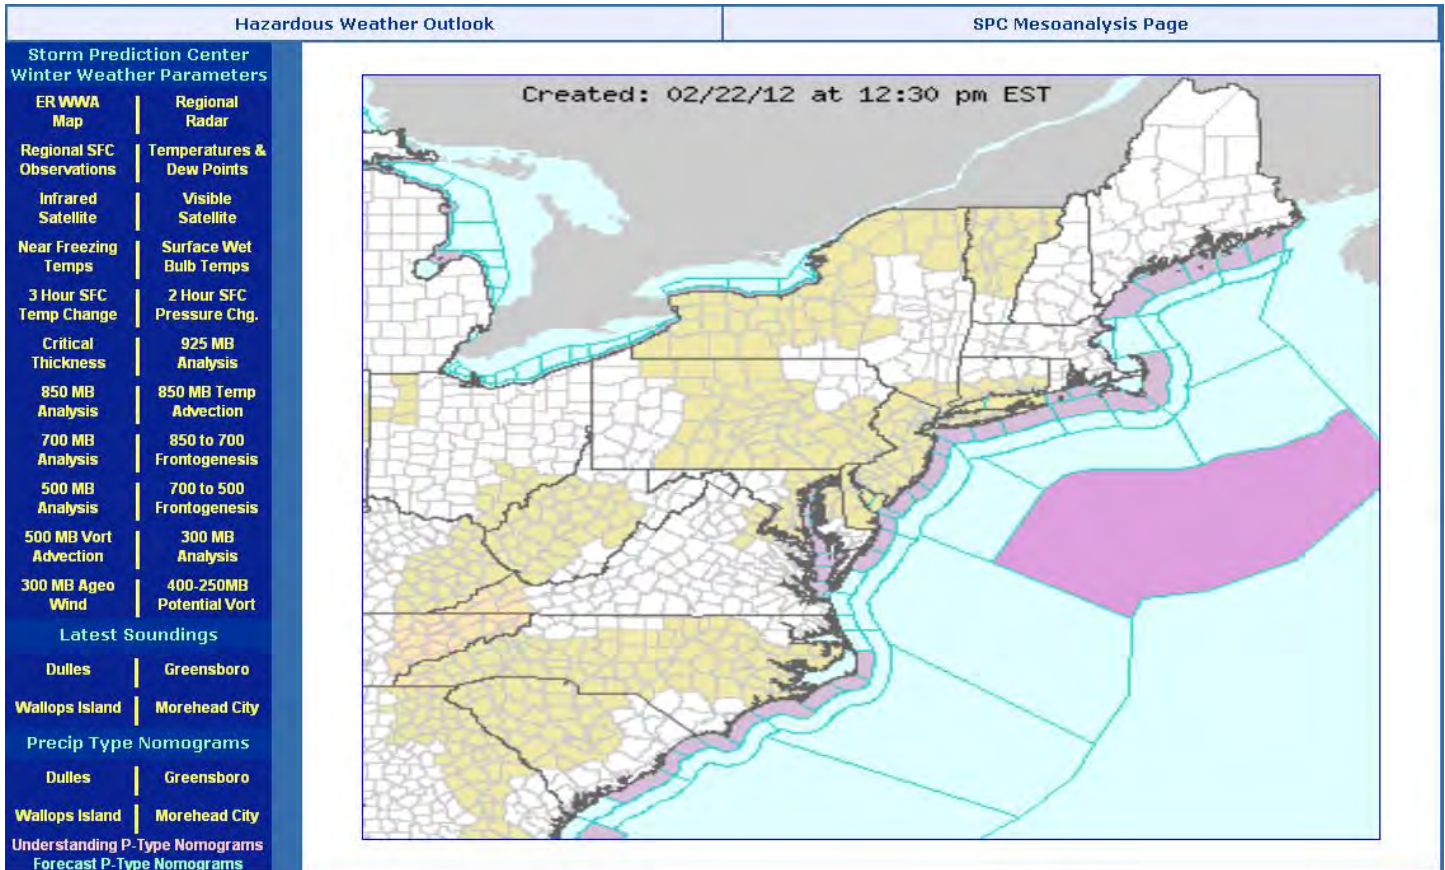 Hazardous Weather Outlook
SPC Mesoanalysis Page
Storm Prediction Center
Winter Weather Parameters
ER WWA
Map
Regional
Radar
Regional SFC
Observations
Temperatures &
Dew Points
Infrared
Satellite
Visible
Satellite
Near Freezing
Temps
Surface Wet
Bulb Temps
3 Hour SFC
Temp Change
2 Hour SFC
Pressure Chg.
Critical
Thickness
925 MB
Analysis
850 MB
Analysis
850 MB Temp
Advection
700 MB
Analysis
850 to 700
Frontogenesis
500 MB
Analysis
700 to 500
Frontogenesis
500 MB Vort
Advection
300 MB
Analysis
300 MB Ageo
Wind
400-250MB
Potential Vort
Latest Soundings
Dulles
Greensboro
Wallops Island
Morehead City
Precip Type Nomograms
Dulles
Greensboro
Wallops Island
Morehead City
Understanding P-Type Nomograms
Forecast P-Type Nomograms
Created: 02/22/12 at 12:30 pm EST